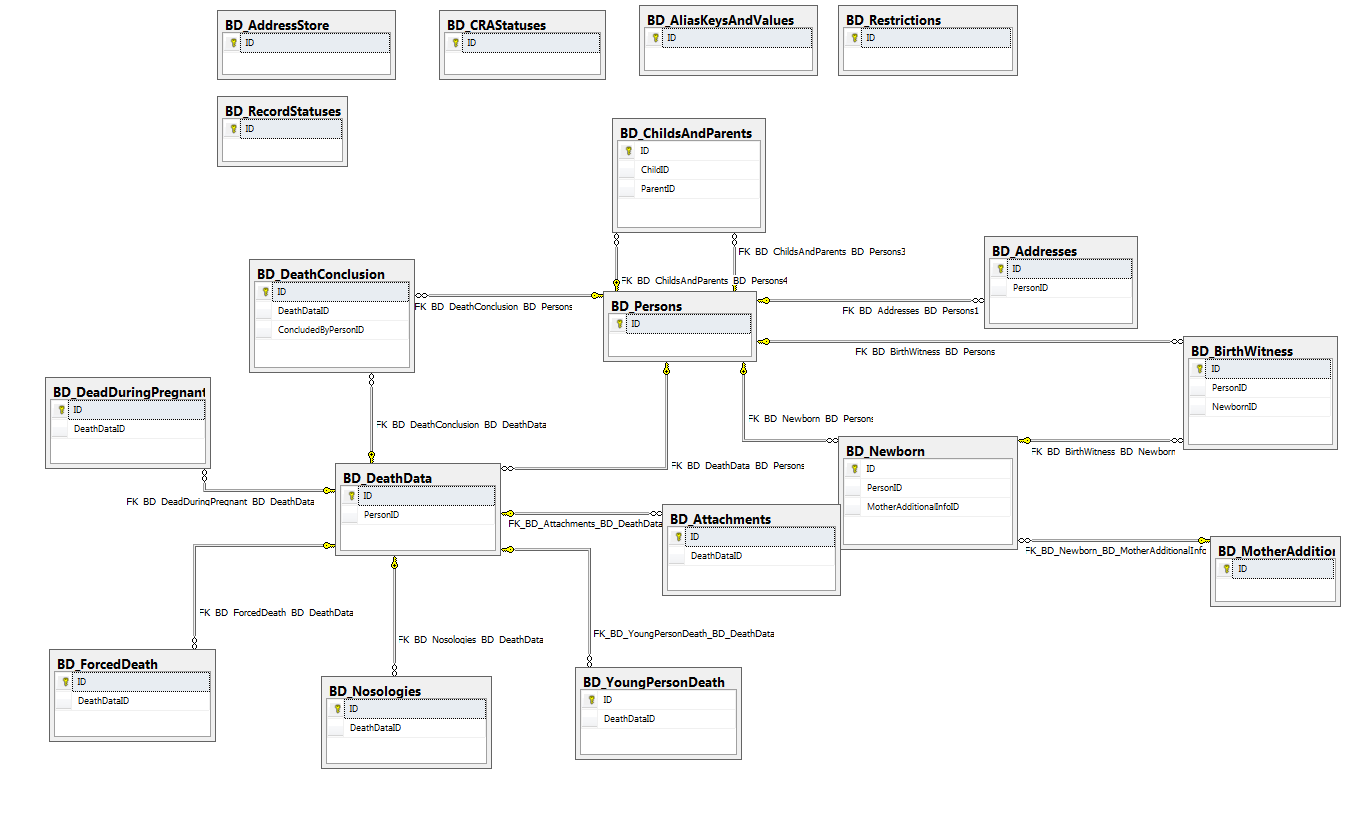 BD_AddressStore
ID
BD_CRAStatuses
ID
BD_AliasKeysAndValues
ID
BD_Restrictions
ID
BD_RecordStatuses
ID
BD_ChildsAndParents
ID
ChildID
ParentID
FK_BD_ChildsAndParents_BD_Persons3
FK_BD_ChildsAndParents_BD_Persons4
BD_Addresses
ID
PersonID
FK_BD_Addresses_BD_Persons1
BD_DeathConclusion
ID
DeathDataID
ConcludedByPersonID
FK_BD_DeathConclusion_BD_Persons
BD_Persons
ID
FK_BD_BirthWitness_BD_Persons
BD_BirthWitness
ID
PersonID
NewbornID
BD_DeadDuringPregnant
ID
DeathDataID
FK_BD_DeathConclusion_BD_DeathData
FK_BD_Newborn_BD_Persons
FK_BD_BirthWitness_BD_Newborn
BD_Newborn
ID
PersonID
MotherAdditionalInfoID
FK_BD_DeathData_BD_Persons
BD_DeathData
ID
PersonID
FK_BD_DeadDuringPregnant_BD_DeathData
FK_BD_Attachments_BD_DeathData
BD_Attachments
ID
DeathDataID
FK_BD_Newborn_BD_MotherAdditionalInfo
BD_MotherAddition
ID
FK_BD_ForcedDeath_BD_DeathData
FK_BD_Nosologies_BD_DeathData
FK_BD_YoungPersonDeath_BD_DeathData
BD_ForcedDeath
ID
DeathDataID
BD_Nosologies
ID
DeathDataID
BD_YoungPersonDeath
ID
DeathDataID